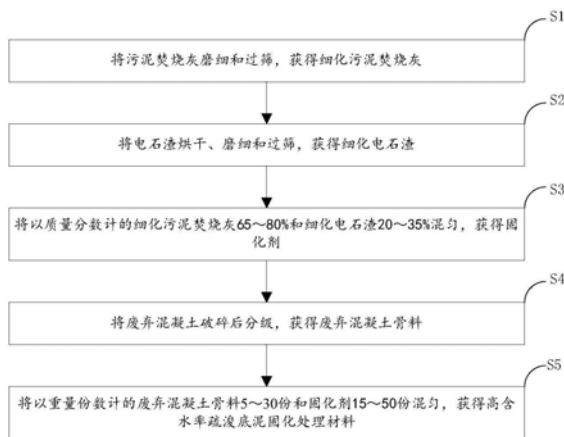 S1
将污泥焚烧灰磨细和过筛，获得细化污泥焚烧灰
S2
将电石渣烘干、磨细和过筛，获得细化电石渣
S3
将以质量分数计的细化污泥焚烧灰65～80%和细化电石渣20～35%混匀，获得固
化剂
S4
将废弃混凝土破碎后分级，获得废弃混凝土骨料
S5
将以重量份数计的废弃混凝土骨料5～30份和固化剂15～50份混匀，获得高含
水率疏浚底泥固化处理材料